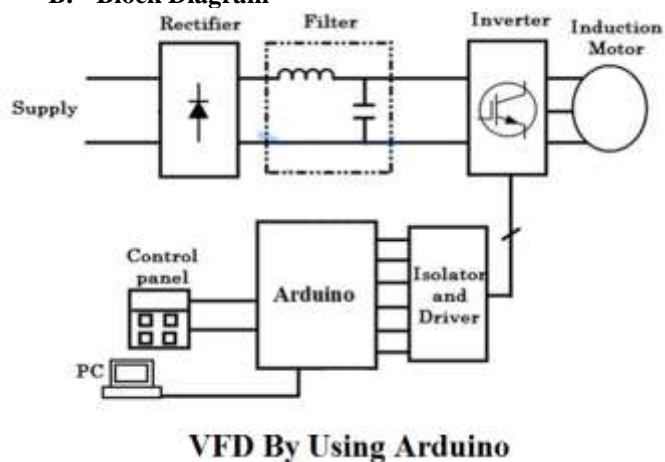 B. Block Diagram
Rectifier
Filter
Inverter
Induction
Motor
Supply
Control
panel
Arduino
Isolator
and
Driver
PC
VFD By Using Arduino